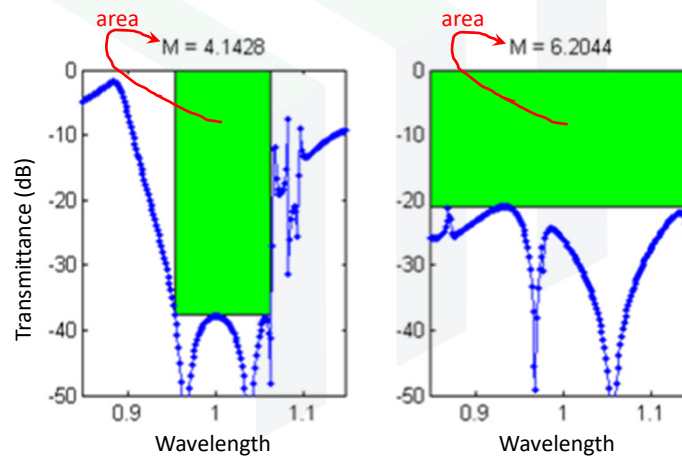 area
M = 4.1428
0
-10
-20
-30
-40
-50
0.9 1 1.1
Wavelength
Transmittance (dB)
area
M = 6.2044
0
-10
-20
-30
-40
-50
0.9 1 1.1
Wavelength